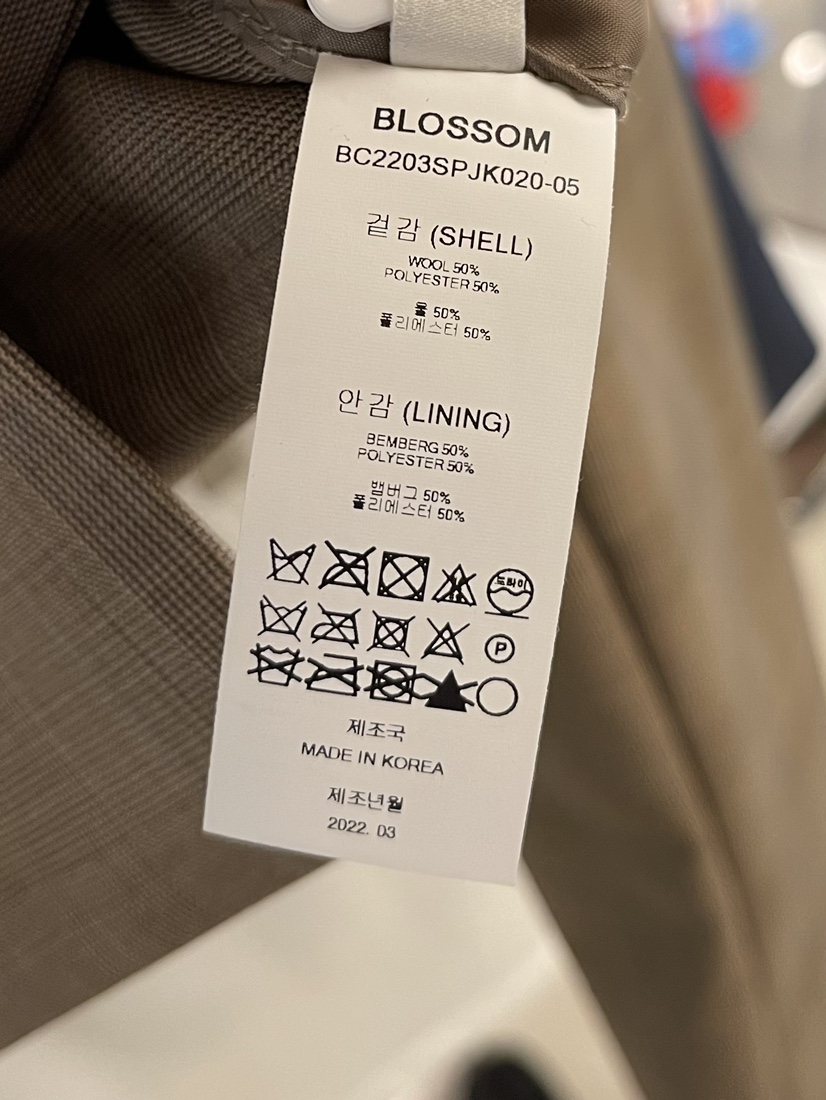 BLOSSOM
BC2203SPJK020-05
겉감 (SHELL)
WOOL 50%
POLYESTER 50%
울 50%
폴리에스터 50%
안감 (LINING)
BEMBERG 50%
POLYESTER 50%
뱀버그 50%
폴리에스터 50%
드라이
P
제조국
MADE IN KOREA
제조년월
2022. 03